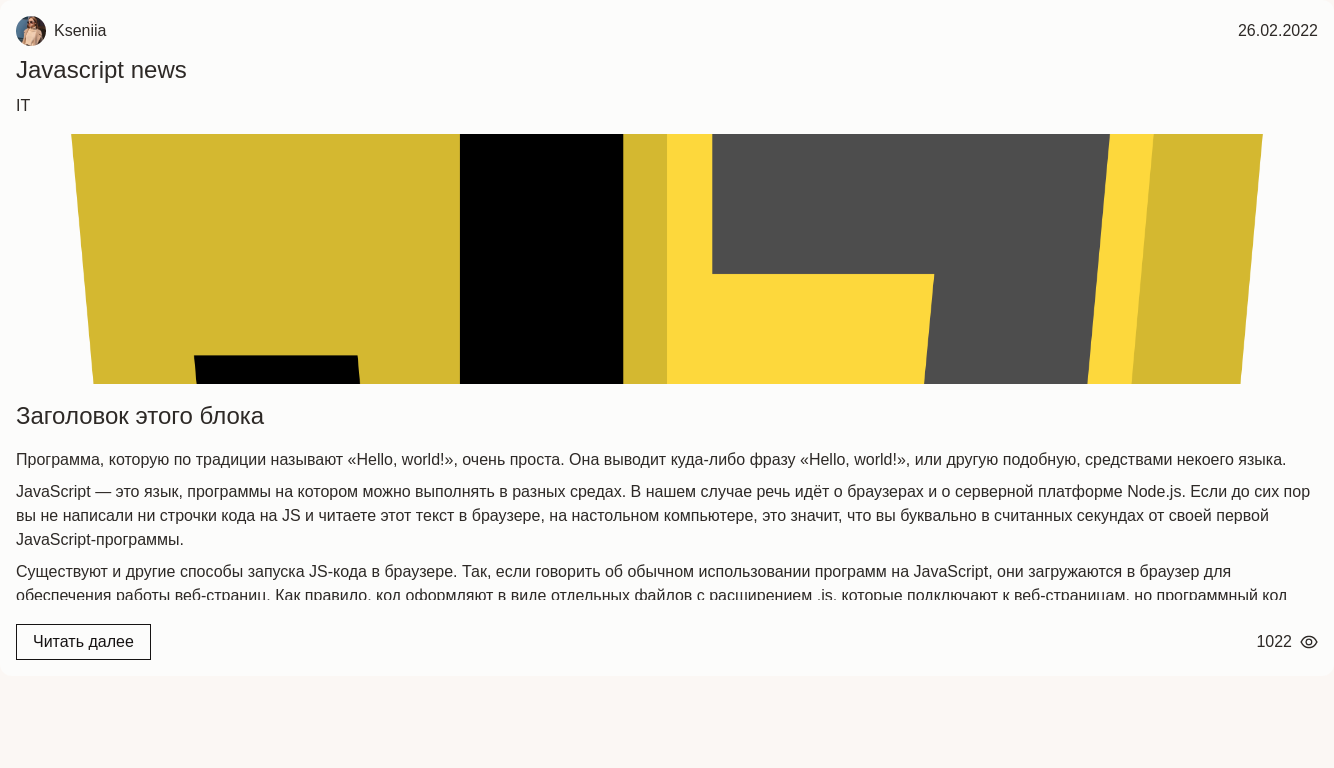 Kseniia
26.02.2022
Javascript news
IT
Заголовок этого блока
Программа, которую по традиции называют «Hello, world!», очень проста. Она выводит куда-либо фразу «Hello, world!», или другую подобную, средствами некоего языка.
JavaScript — это язык, программы на котором можно выполнять в разных средах. В нашем случае речь идёт о браузерах и о серверной платформе Node.js. Если до сих пор
вы не написали ни строчки кода на JS и читаете этот текст в браузере, на настольном компьютере, это значит, что вы буквально в считанных секундах от своей первой
JavaScript-программы.
Существуют и другие способы запуска JS-кода в браузере. Так, если говорить об обычном использовании программ на JavaScript, они загружаются в браузер для
обеспечения работы веб-страниц. Как правило, код оформляют в виде отдельных файлов с расширением .js, которые подключают к веб-страницам, но программный код
Читать далее
1022